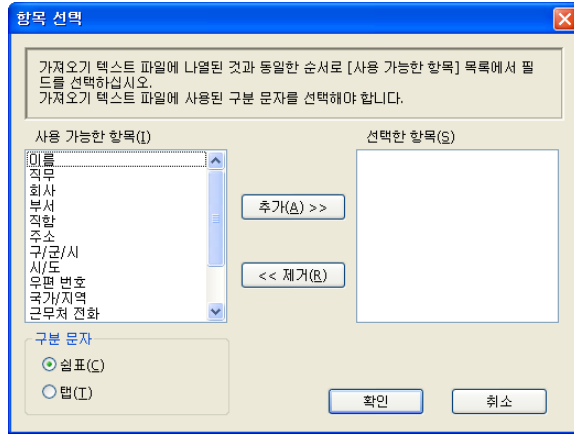 항목 선택
가져오기 텍스트 파일에 나열된 것과 동일한 순서로 [사용 가능한 항목] 목록에서 필
드를 선택하십시오.
가져오기 텍스트 파일에 사용된 구분 문자를 선택해야 합니다.
사용 가능한 항목(I)
선택한 항목(S)
이름
직무
회사
부서
직함
주소
구/군/시
시/도
우편 번호
국가/지역
근무처 전화
추가(A) >>
<< 제거(R)
구분 문자
쉼표(C)
탭(T)
확인
취소